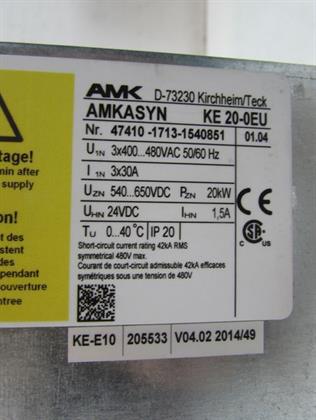 AMK D-73230 Kirchheim/Teck
AMKASYN KE 20-0EU
Nr. 47410 -1713-1540851 01.04
U1N 3x400...480VAC 50/60 Hz
I1N 3x30A
UZN 540...650VDC PZN 20kW
UHN 24VDC IHN 1,5A
TU 0...40°C IP 20
Short-circuit current rating 42kA RMS
symmetrical 480V max.
Courant de court-circuit admissible 42kA efficaces
symétriques sous une tension de 480V
C US
KE-E10 205533 V04.02 2014/49
tage!
min after
supply
on!
t des
istent
des
pendant
ouverture
ntree